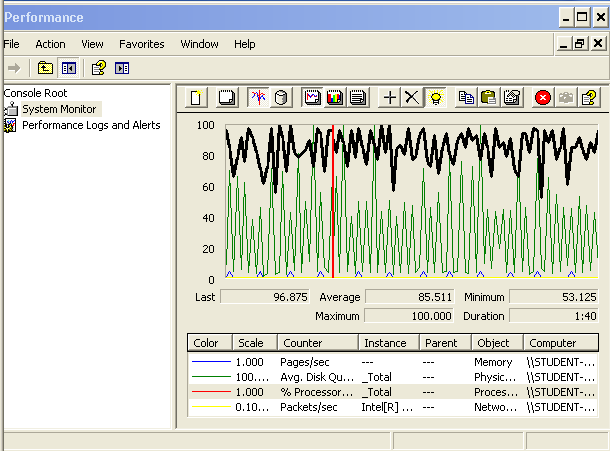 Performance
File Action View Favorites Window Help
Console Root
System Monitor
Performance Logs and Alerts
100
80
60
40
20
0
Last 96.875 Average 85.511 Minimum 53.125
Maximum 100.000 Duration 1:40
Color Scale Counter Instance Parent Object Computer
1.000 Pages/sec --- --- Memory \\STUDENT-...
100.... Avg. Disk Qu... _Total --- Physic... \\STUDENT-...
1.000 % Processor... _Total --- Proces... \\STUDENT-...
0.10... Packets/sec Intel[R] ... --- Netwo... \\STUDENT-...